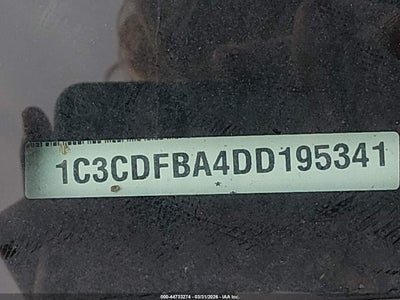 1C3CDFBA4DD195341
000-44733274 - 03/31/2026 - IAA Inc.